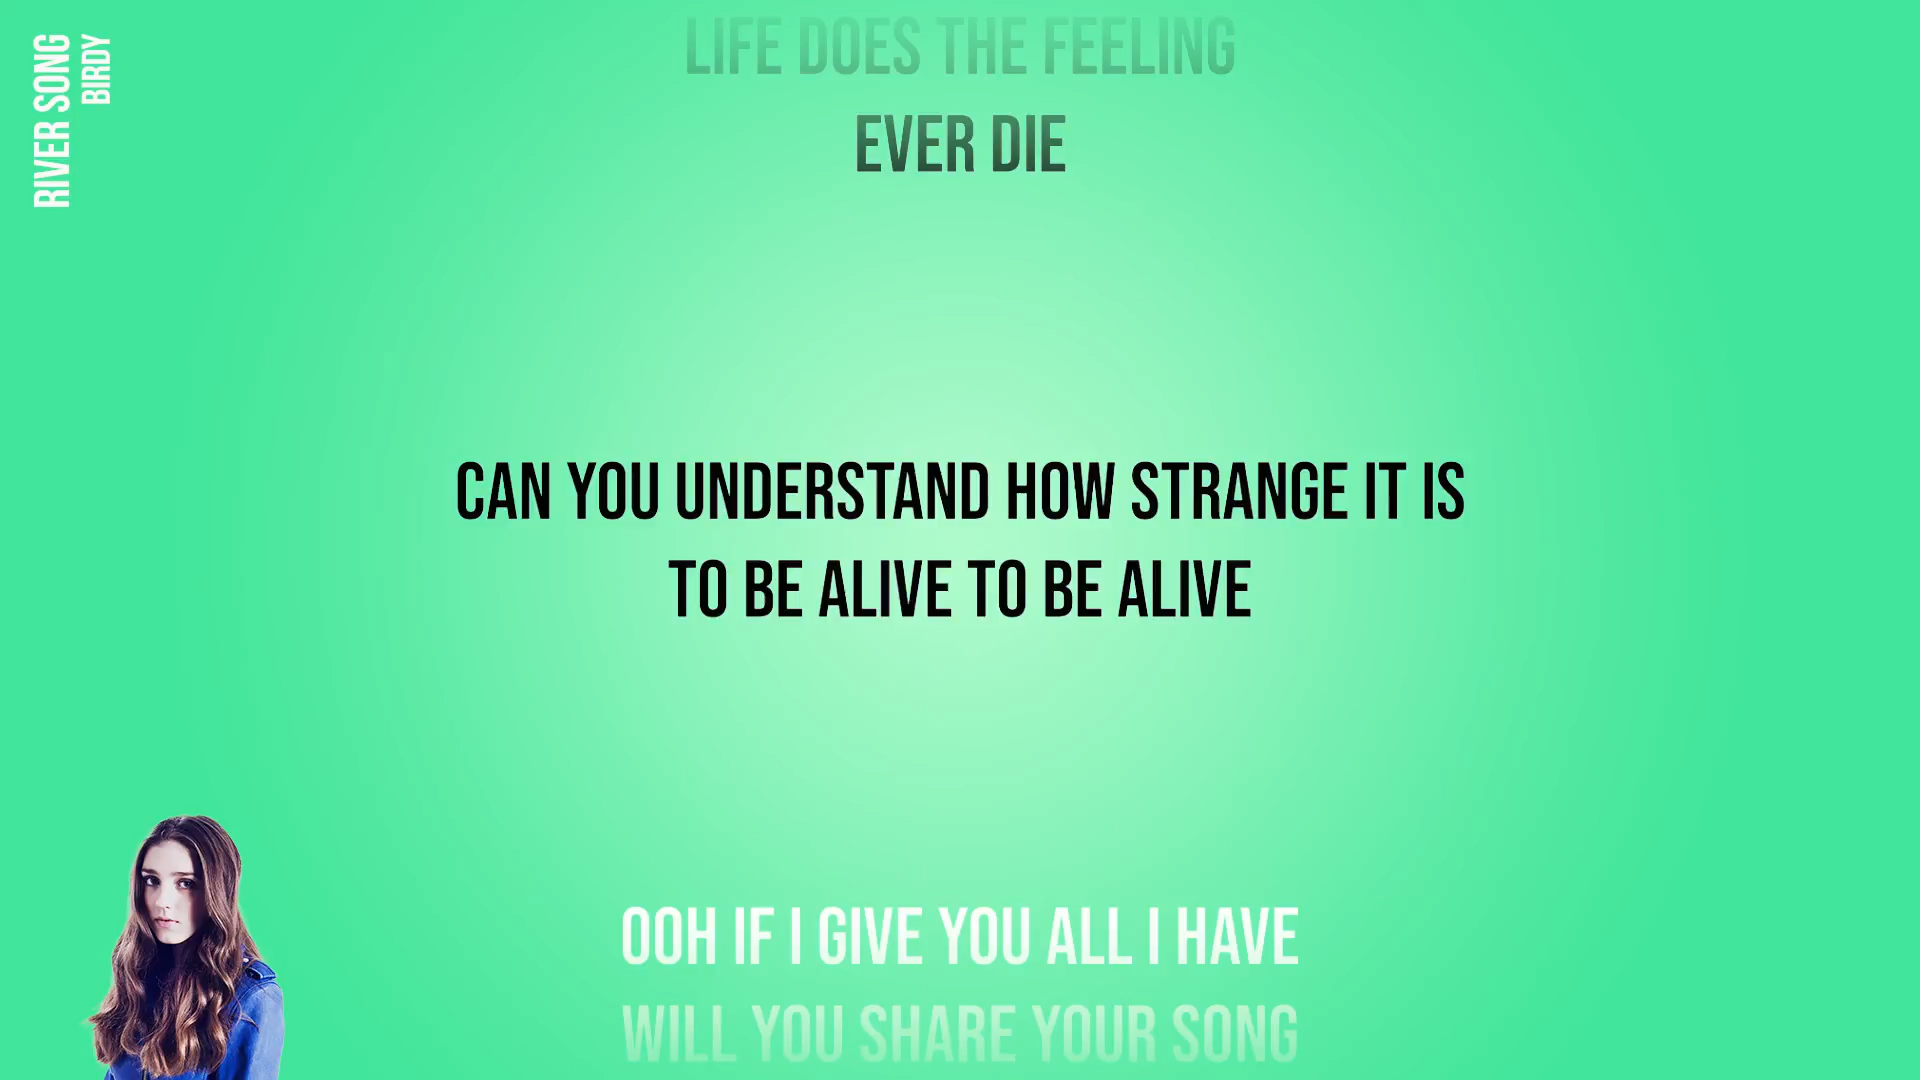 RIVER SONG
BIRDY
LIFE DOES THE FEELING
EVER DIE
CAN YOU UNDERSTAND HOW STRANGE IT IS
TO BE ALIVE TO BE ALIVE
OOH IF I GIVE YOU ALL I HAVE
WILL YOU SHARE YOUR SONG